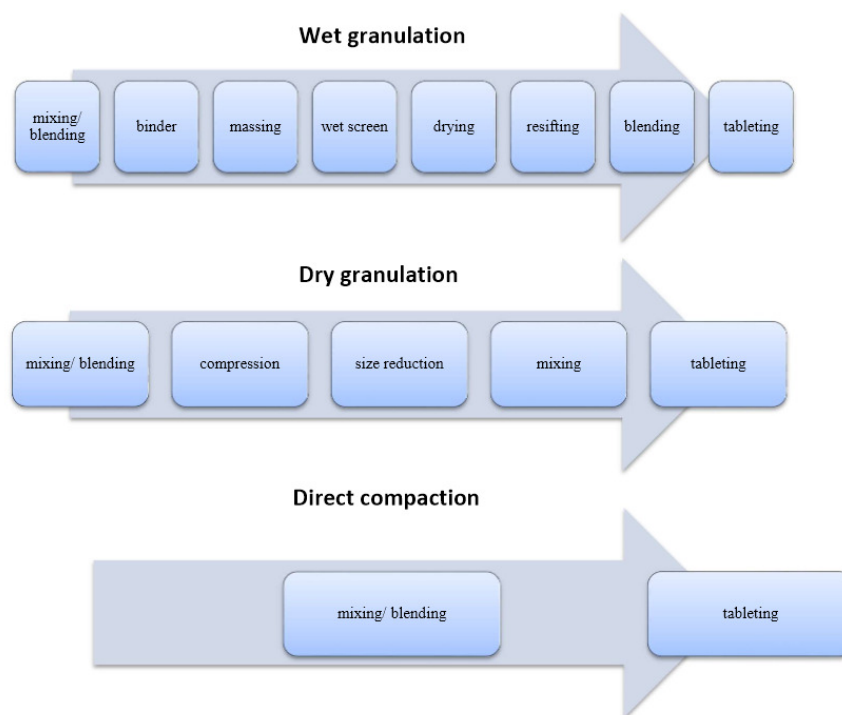 Wet granulation
mixing/
blending
binder
massing
wet screen
drying
resifting
blending
tableting
Dry granulation
mixing/ blending
compression
size reduction
mixing
tableting
Direct compaction
mixing/ blending
tableting